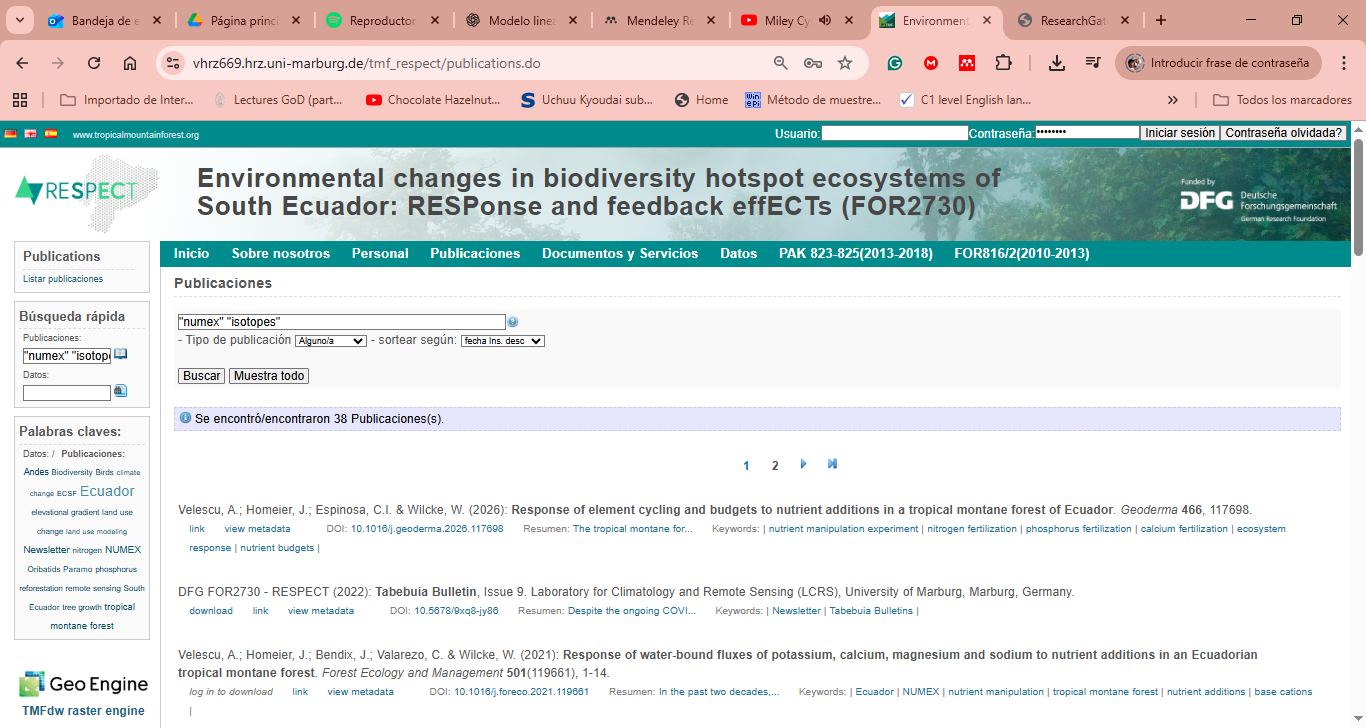 Bandeja de e
Página princi
Reproductor
Modelo linea
Mendeley Re
Miley Cy
Environment
ResearchGat
vhrz669.hrz.uni-marburg.de/tmf_respect/publications.do
Introducir frase de contraseña
Importado de Inter...
Lectures GoD (part...
Chocolate Hazelnut...
Uchuu Kyoudai sub...
Home
Método de muestre...
C1 level English lan...
Todos los marcadores
www.tropicalmountainforest.org
Usuario:
Contraseña:
••••••••
Iniciar sesión
Contraseña olvidada?
RESPECT
Environmental changes in biodiversity hotspot ecosystems of
South Ecuador: RESPonse and feedback effECTs (FOR2730)
Funded by
DFG Deutsche
Forschungsgemeinschaft
German Research Foundation
Inicio Sobre nosotros Personal Publicaciones Documentos y Servicios Datos PAK 823-825(2013-2018) FOR816/2(2010-2013)
Publications
Listar publicaciones
Búsqueda rápida
Publicaciones:
"numex" "isotop
Datos:
Palabras claves:
Datos: / Publicaciones:
Andes Biodiversity Birds climate
change ECSF Ecuador
elevational gradient land use
change land use modeling
Newsletter nitrogen NUMEX
Oribatids Paramo phosphorus
reforestation remote sensing South
Ecuador tree growth tropical
montane forest
Geo Engine
TMFdw raster engine
Publicaciones
"numex" "isotopes"
- Tipo de publicación Alguno/a - sortear según: fecha Ins. desc
Buscar Muestra todo
Se encontró/encontraron 38 Publicaciones(s).
1 2
Velescu, A.; Homeier, J.; Espinosa, C.I. & Wilcke, W. (2026): Response of element cycling and budgets to nutrient additions in a tropical montane forest of Ecuador. Geoderma 466, 117698.
link view metadata DOI: 10.1016/j.geoderma.2026.117698 Resumen: The tropical montane for... Keywords: | nutrient manipulation experiment | nitrogen fertilization | phosphorus fertilization | calcium fertilization | ecosystem
response | nutrient budgets |
DFG FOR2730 - RESPECT (2022): Tabebuia Bulletin, Issue 9. Laboratory for Climatology and Remote Sensing (LCRS), University of Marburg, Marburg, Germany.
download link view metadata DOI: 10.5678/9xq8-jy86 Resumen: Despite the ongoing COVI... Keywords: | Newsletter | Tabebuia Bulletins |
Velescu, A.; Homeier, J.; Bendix, J.; Valarezo, C. & Wilcke, W. (2021): Response of water-bound fluxes of potassium, calcium, magnesium and sodium to nutrient additions in an Ecuadorian
tropical montane forest. Forest Ecology and Management 501(119661), 1-14.
log in to download link view metadata DOI: 10.1016/j.foreco.2021.119661 Resumen: In the past two decades,... Keywords: | Ecuador | NUMEX | nutrient manipulation | tropical montane forest | nutrient additions | base cations
|